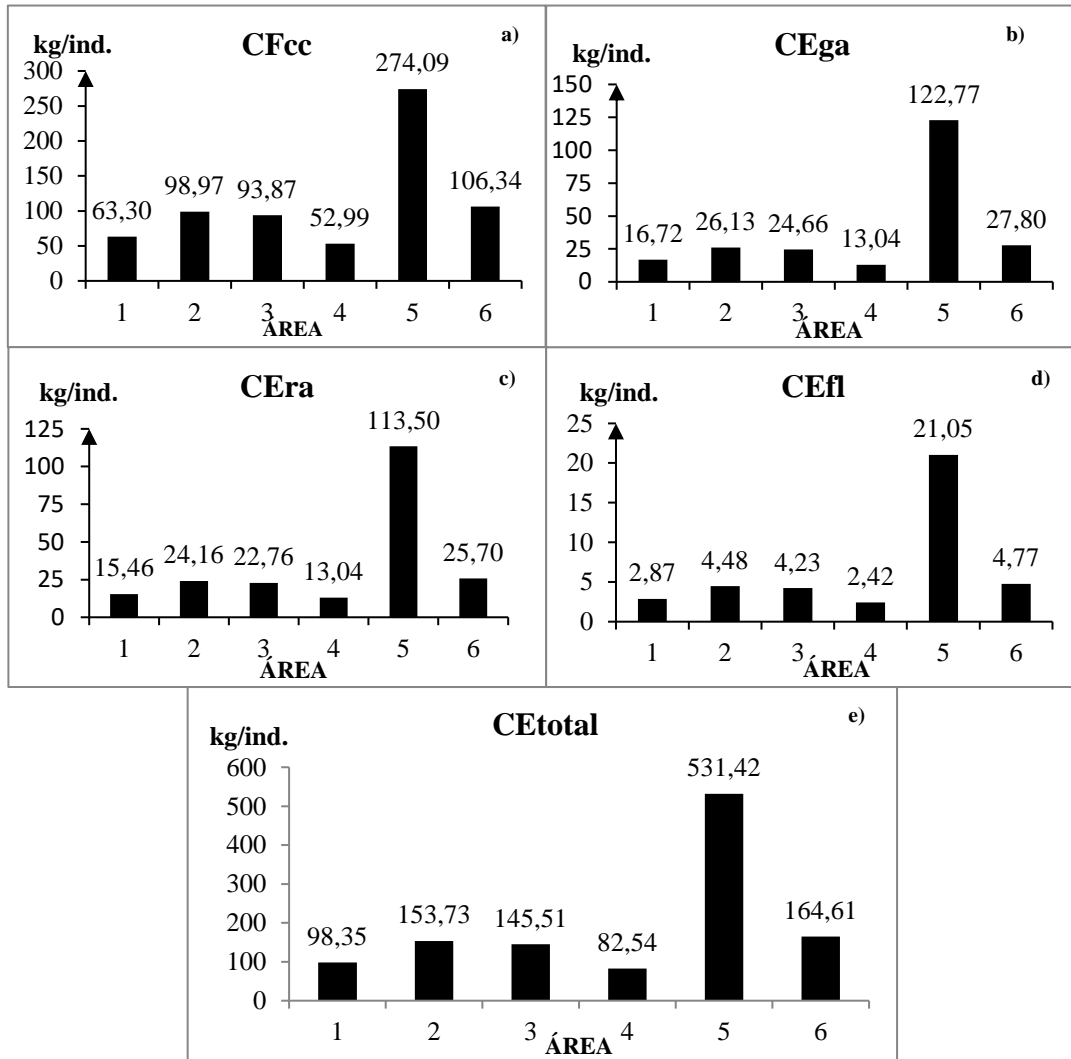 CFcc
a)
kg/ind.
300
250
200
150
100
50
0
63,30
98,97
93,87
52,99
274,09
106,34
1 2 3 4 5 6
ÁREA
CEga
b)
kg/ind.
150
125
100
75
50
25
0
16,72
26,13
24,66
13,04
122,77
27,80
1 2 3 4 5 6
ÁREA
CEra
c)
kg/ind.
125
100
75
50
25
0
15,46
24,16
22,76
13,04
113,50
25,70
1 2 3 4 5 6
ÁREA
CEfl
d)
kg/ind.
25
20
15
10
5
0
2,87
4,48
4,23
2,42
21,05
4,77
1 2 3 4 5 6
ÁREA
CEtotal
e)
kg/ind.
600
500
400
300
200
100
0
98,35
153,73
145,51
82,54
531,42
164,61
1 2 3 4 5 6
ÁREA